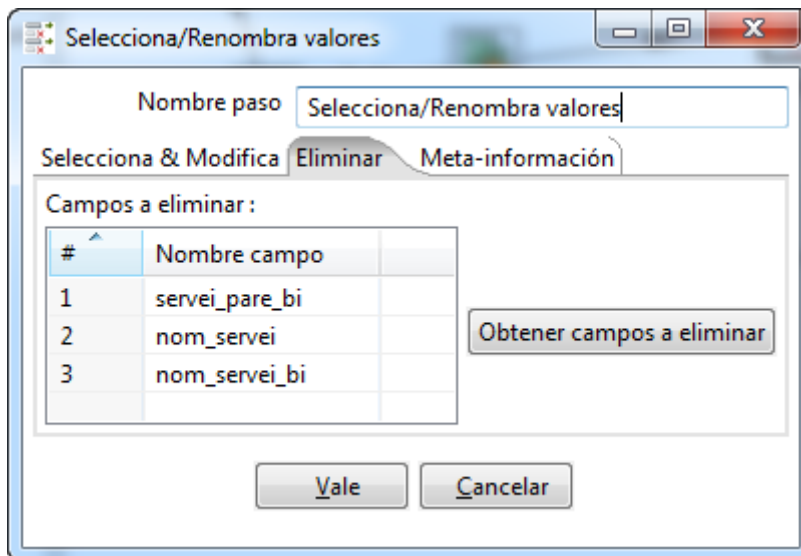 Selecciona/Renombra valores
Nombre paso Selecciona/Renombra valores
Selecciona & Modifica Eliminar Meta-información
Campos a eliminar :
# Nombre campo
1 servei_pare_bi
2 nom_servei
3 nom_servei_bi
Obtener campos a eliminar
Vale Cancelar